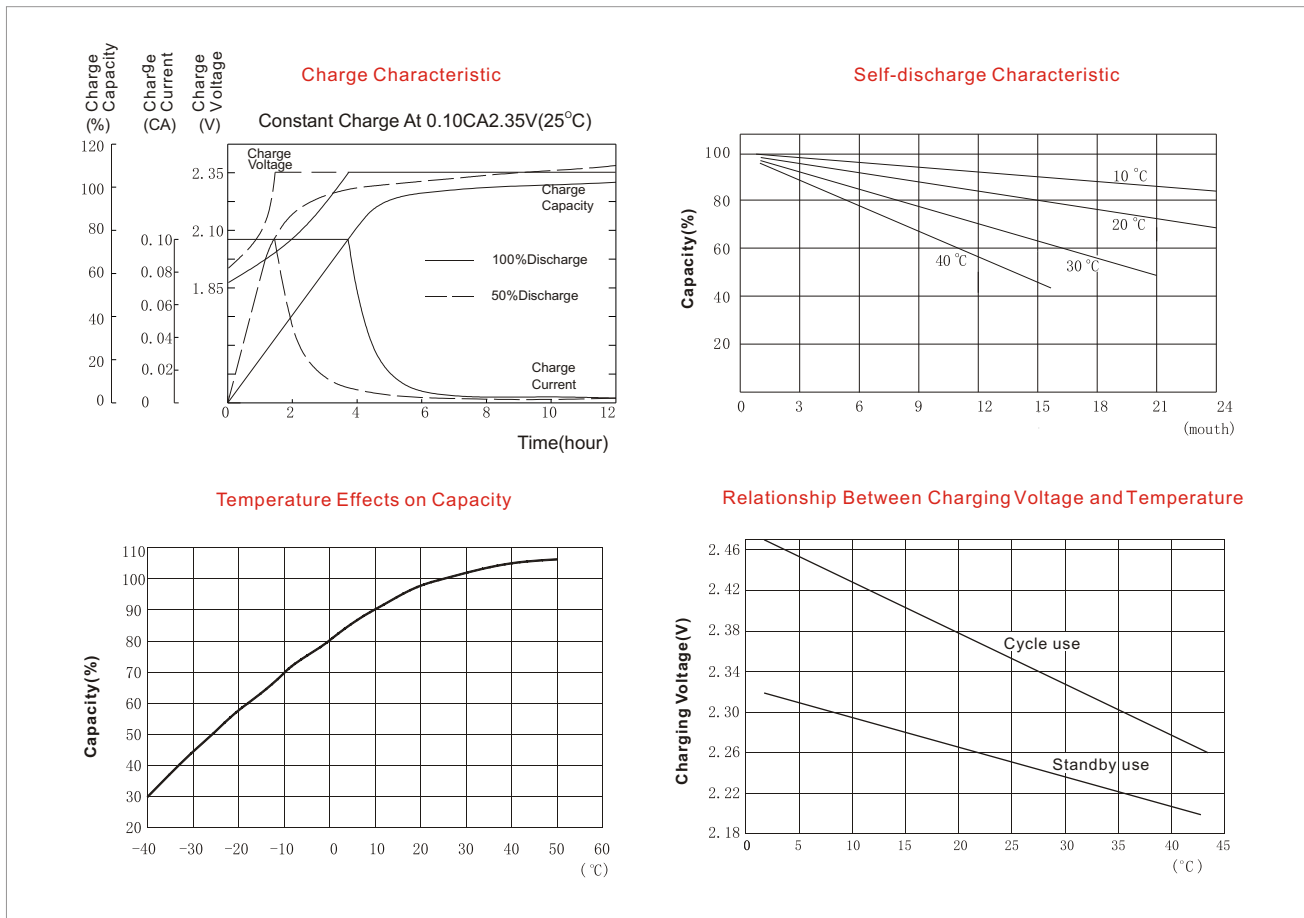 Charge Characteristic
Charge Capacity
(%)
Charge Current
(CA)
Charge Voltage
(V)
Constant Charge At 0.10CA2.35V(25°C)
120
100
80
60
40
20
0
0.10
0.08
0.06
0.04
0.02
0
2.35
2.10
1.85
Charge
Voltage
Charge
Capacity
100%Discharge
50%Discharge
Charge
Current
0 2 4 6 8 10 12
Time(hour)
Self-discharge Characteristic
Capacity(%)
100
80
60
40
20
10 °C
20 °C
30 °C
40 °C
0 3 6 9 12 15 18 21 24
(mouth)
Temperature Effects on Capacity
Capacity(%)
110
100
90
80
70
60
50
40
30
20
-40 -30 -20 -10 0 10 20 30 40 50 60
(°C)
Relationship Between Charging Voltage and Temperature
Charging Voltage(V)
2.46
2.42
2.38
2.34
2.30
2.26
2.22
2.18
Cycle use
Standby use
0 5 10 15 20 25 30 35 40 45
(°C)